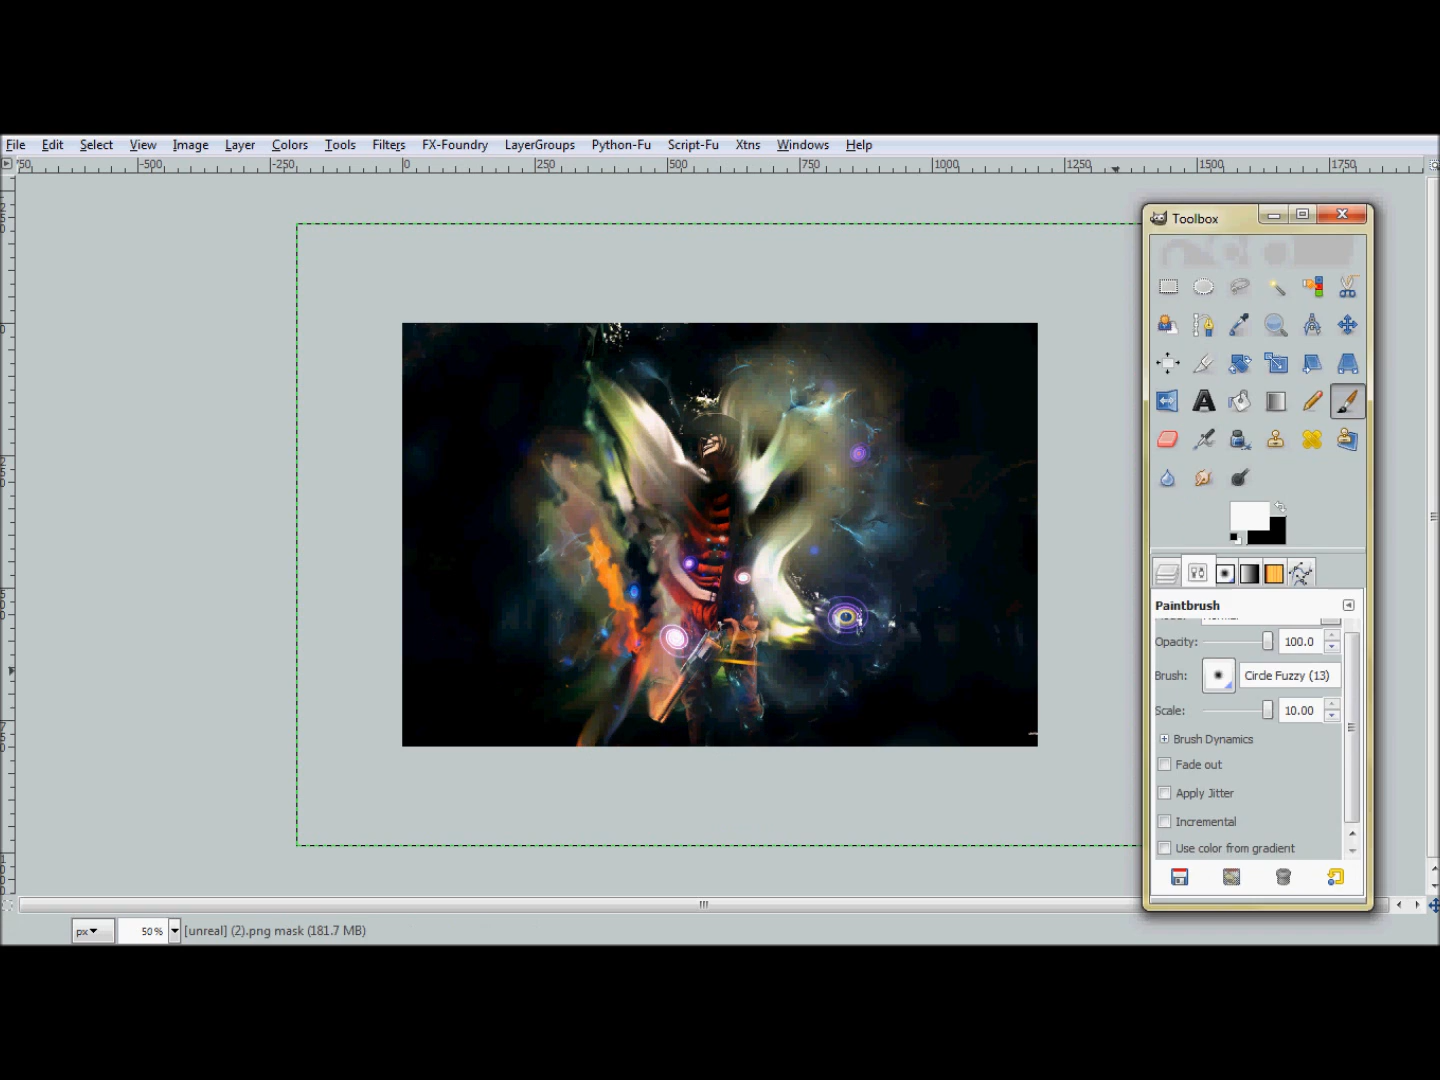 File Edit Select View Image Layer Colors Tools Filters FX-Foundry LayerGroups Python-Fu Script-Fu Xtns Windows Help
-500 -250 0 250 500 750 1000 1250 1500 1750
Toolbox
Paintbrush
Opacity: 100.0
Brush: Circle Fuzzy (13)
Scale: 10.00
Brush Dynamics
Fade out
Apply Jitter
Incremental
Use color from gradient
px 50% [unreal] (2).png mask (181.7 MB)